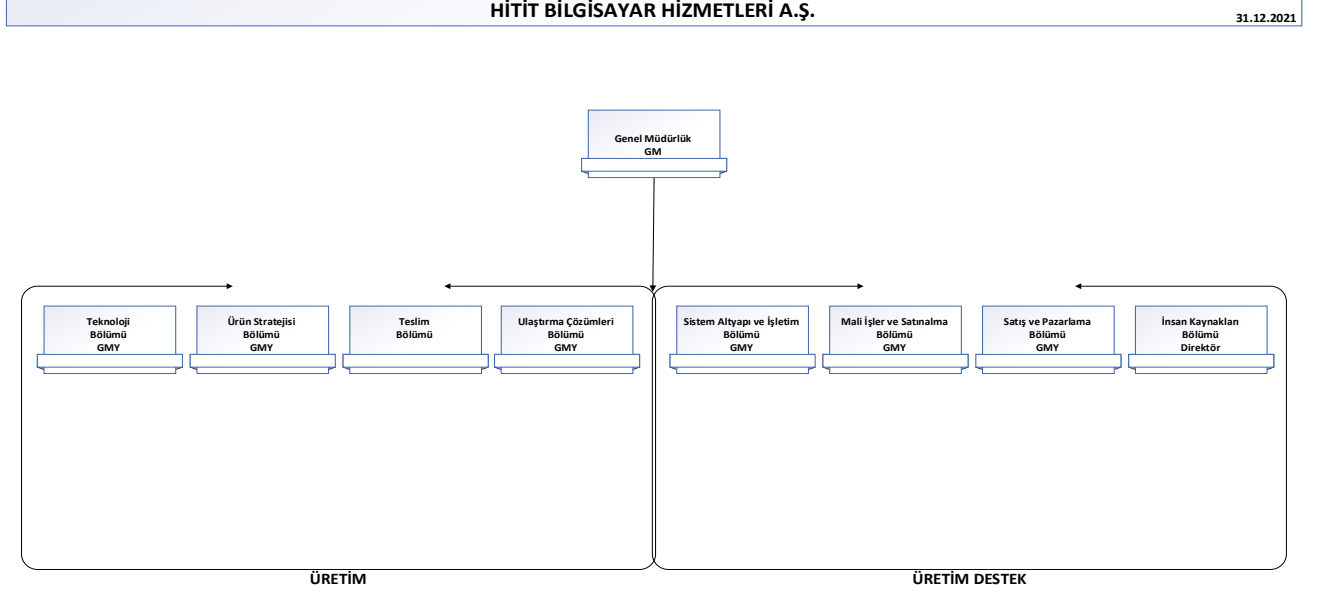 HİTİT BİLGİSAYAR HİZMETLERİ A.Ş.
31.12.2021
Genel Müdürlük
GM
Teknoloji
Bölümü
GMY
Ürün Stratejisi
Bölümü
GMY
Teslim
Bölümü
Ulaştırma Çözümleri
Bölümü
GMY
Sistem Altyapı ve İşletim
Bölümü
GMY
Mali İşler ve Satınalma
Bölümü
GMY
Satış ve Pazarlama
Bölümü
GMY
İnsan Kaynakları
Bölümü
Direktör
ÜRETİM
ÜRETİM DESTEK